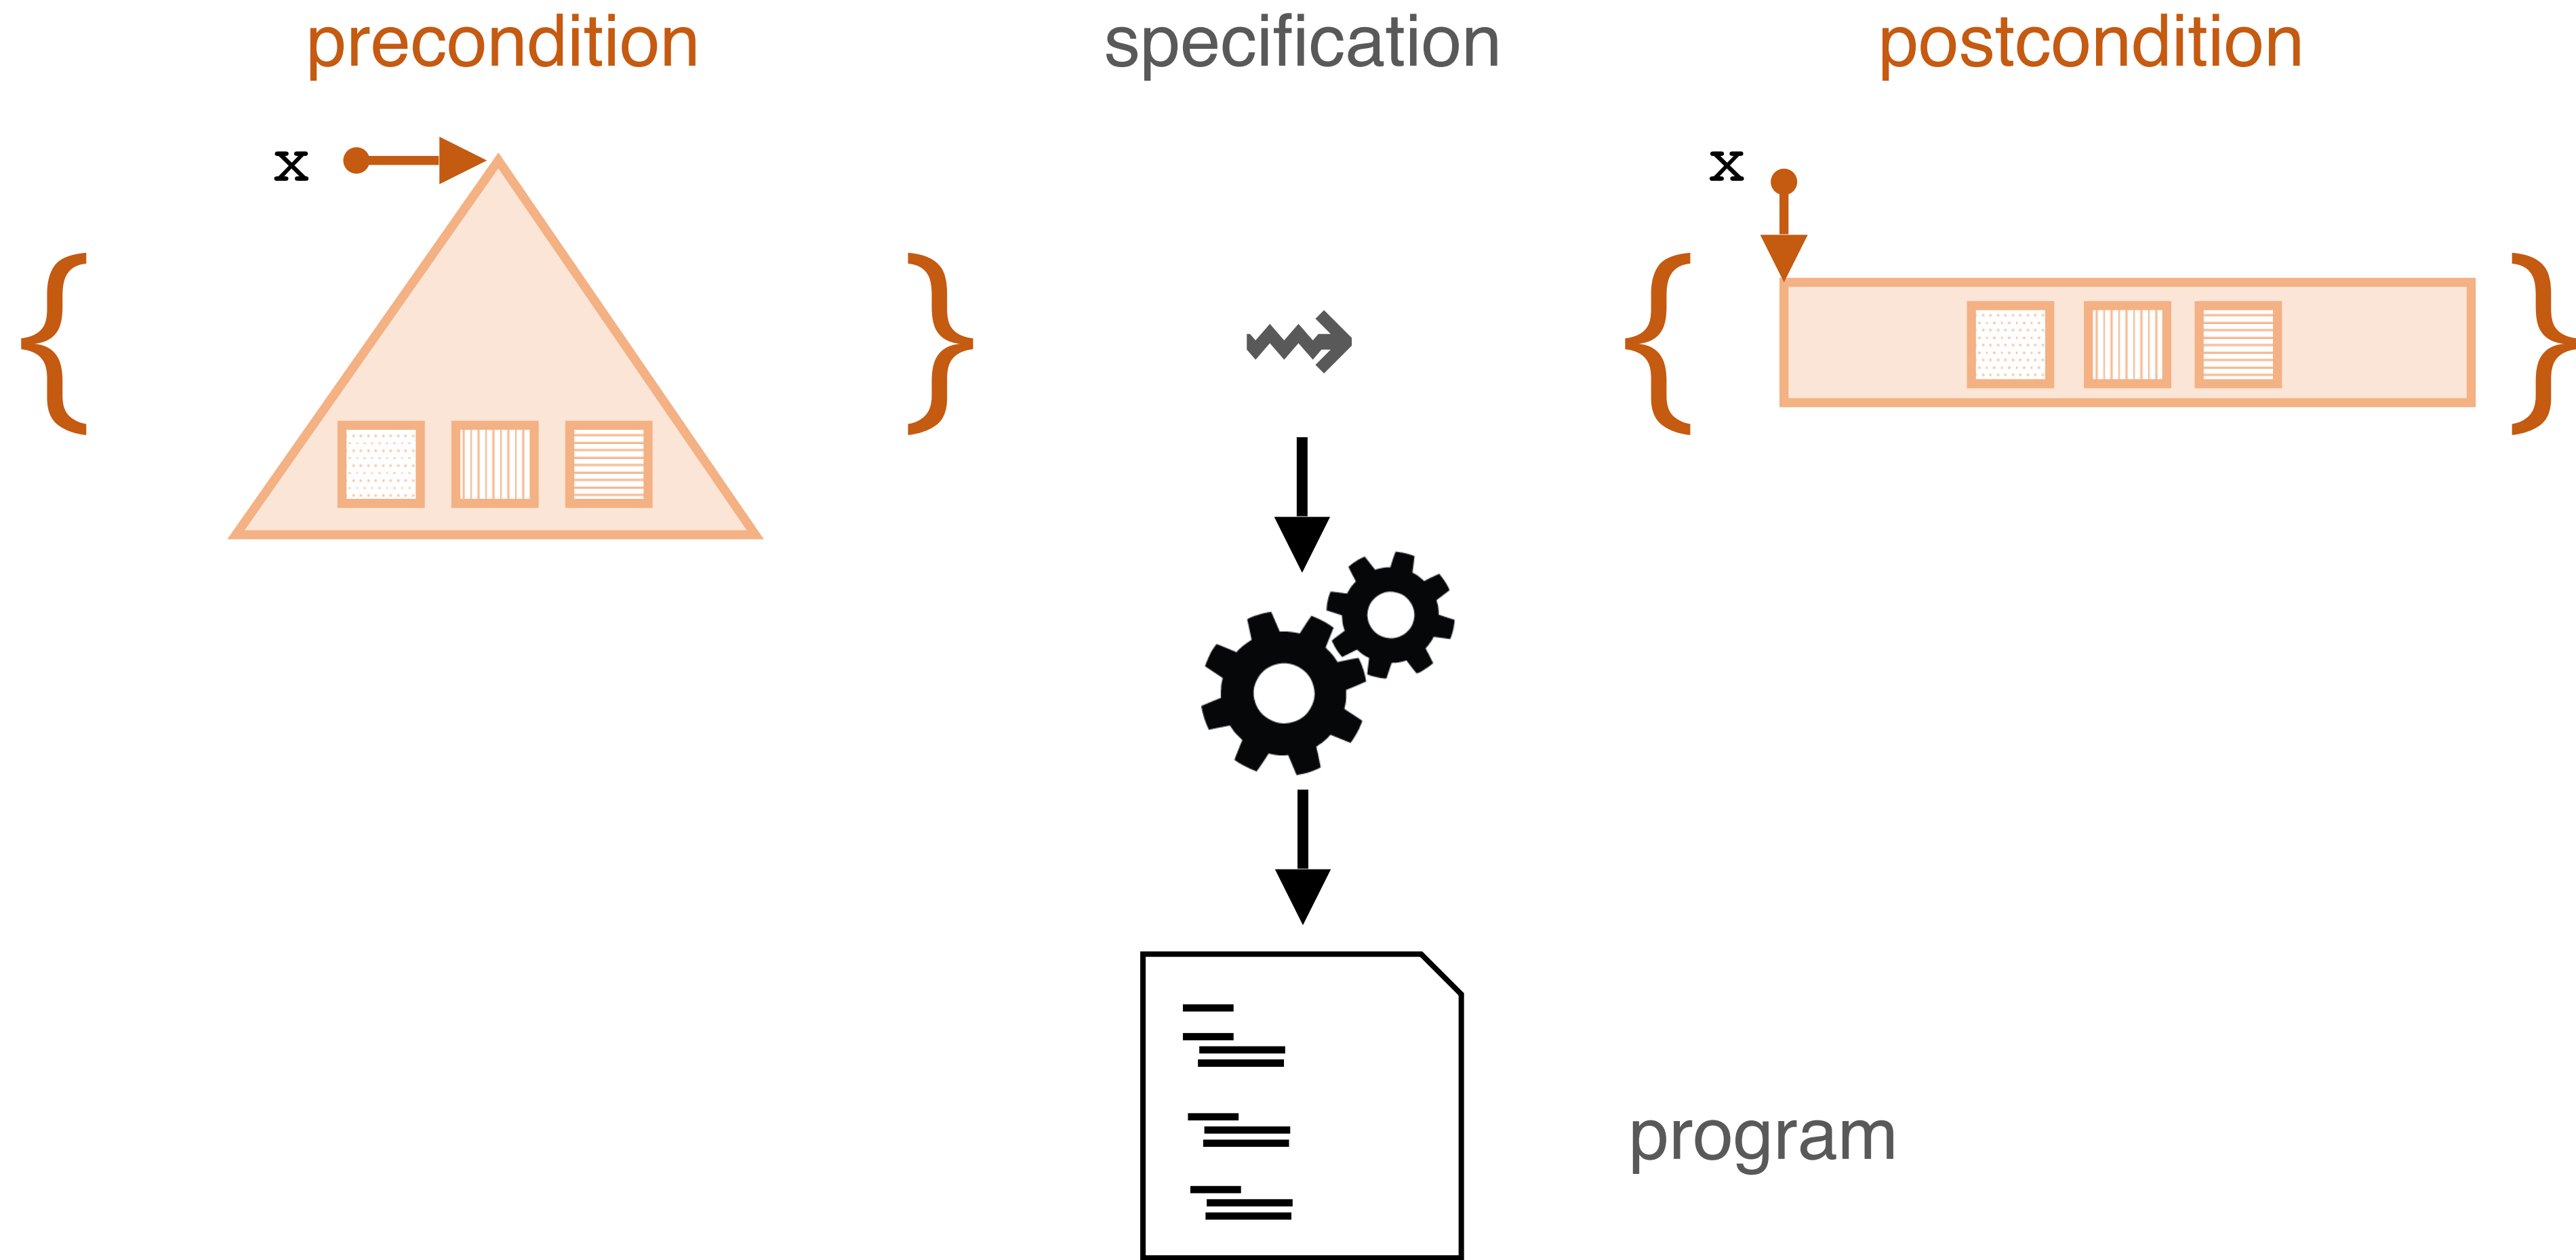 precondition specification postcondition
x x
{ } ⇝ { }
program